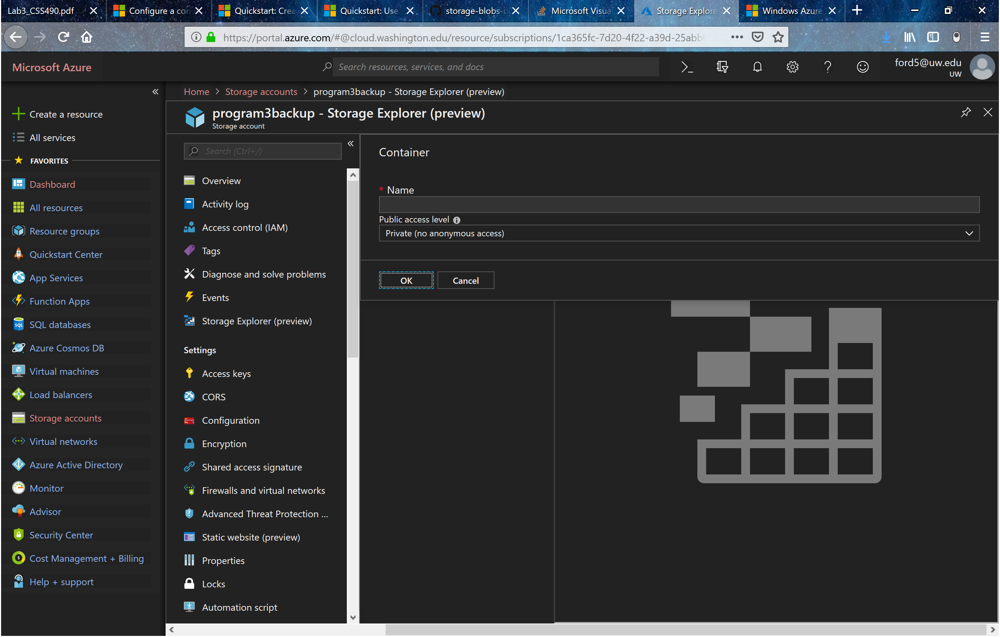 Lab3_CSS490.pdf
Configure a con
Quickstart: Crea
Quickstart: Use
storage-blobs-
Microsoft Visua
Storage Explore
Windows Azure
https://portal.azure.com/#@cloud.washington.edu/resource/subscriptions/1ca365fc-7d20-4f22-a39d-25abb
Microsoft Azure
Search resources, services, and docs
ford5@uw.edu
UW
Home > Storage accounts > program3backup - Storage Explorer (preview)
program3backup - Storage Explorer (preview)
Storage account
Create a resource
All services
FAVORITES
Dashboard
All resources
Resource groups
Quickstart Center
App Services
Function Apps
SQL databases
Azure Cosmos DB
Virtual machines
Load balancers
Storage accounts
Virtual networks
Azure Active Directory
Monitor
Advisor
Security Center
Cost Management + Billing
Help + support
Search (Ctrl+/)
Overview
Activity log
Access control (IAM)
Tags
Diagnose and solve problems
Events
Storage Explorer (preview)
Settings
Access keys
CORS
Configuration
Encryption
Shared access signature
Firewalls and virtual networks
Advanced Threat Protection ...
Static website (preview)
Properties
Locks
Automation script
Container
* Name
Public access level
Private (no anonymous access)
OK
Cancel